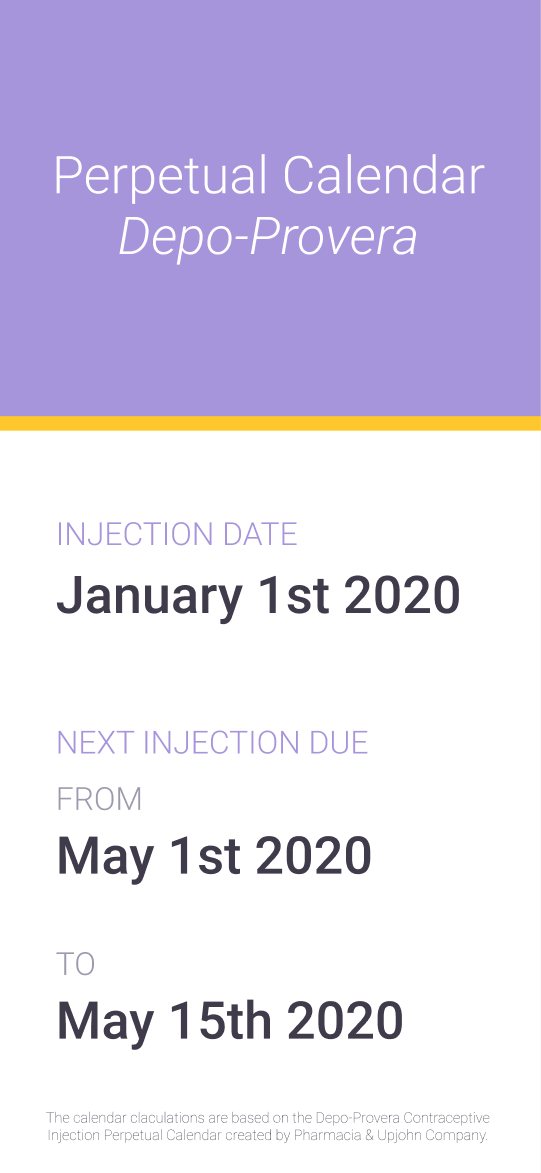 Perpetual Calendar
Depo-Provera
INJECTION DATE
January 1st 2020
NEXT INJECTION DUE
FROM
May 1st 2020
TO
May 15th 2020
The calendar claculations are based on the Depo-Provera Contraceptive
Injection Perpetual Calendar created by Pharmacia & Upjohn Company.